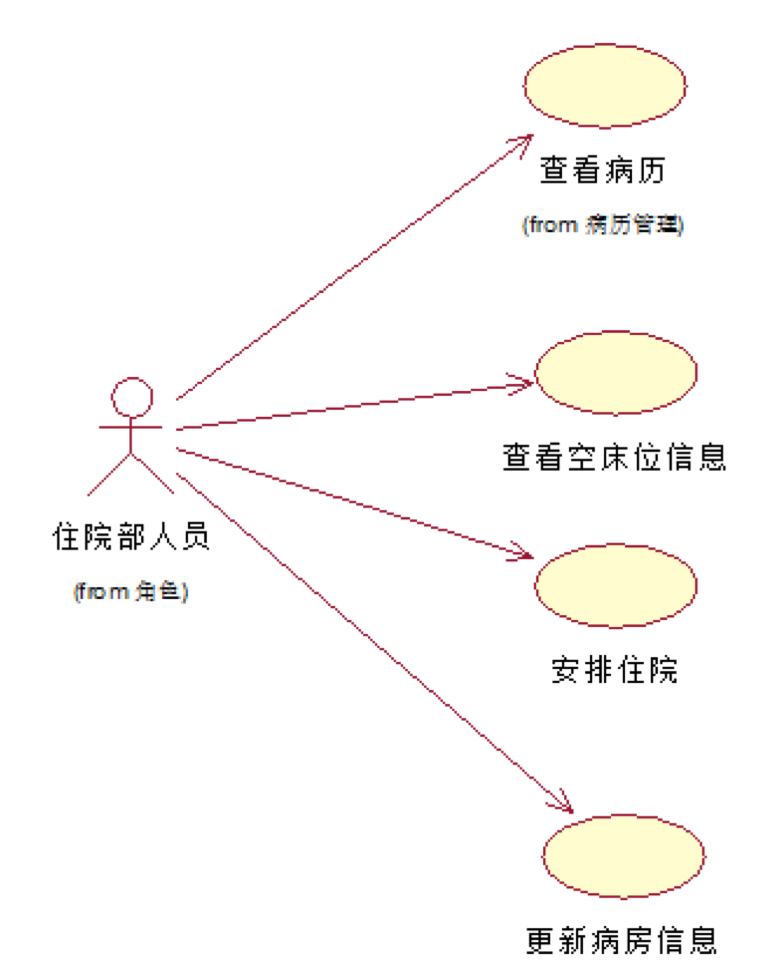 查看病历
(from 病历管理)
查看空床位信息
住院部人员
(from 角色)
安排住院
更新病房信息